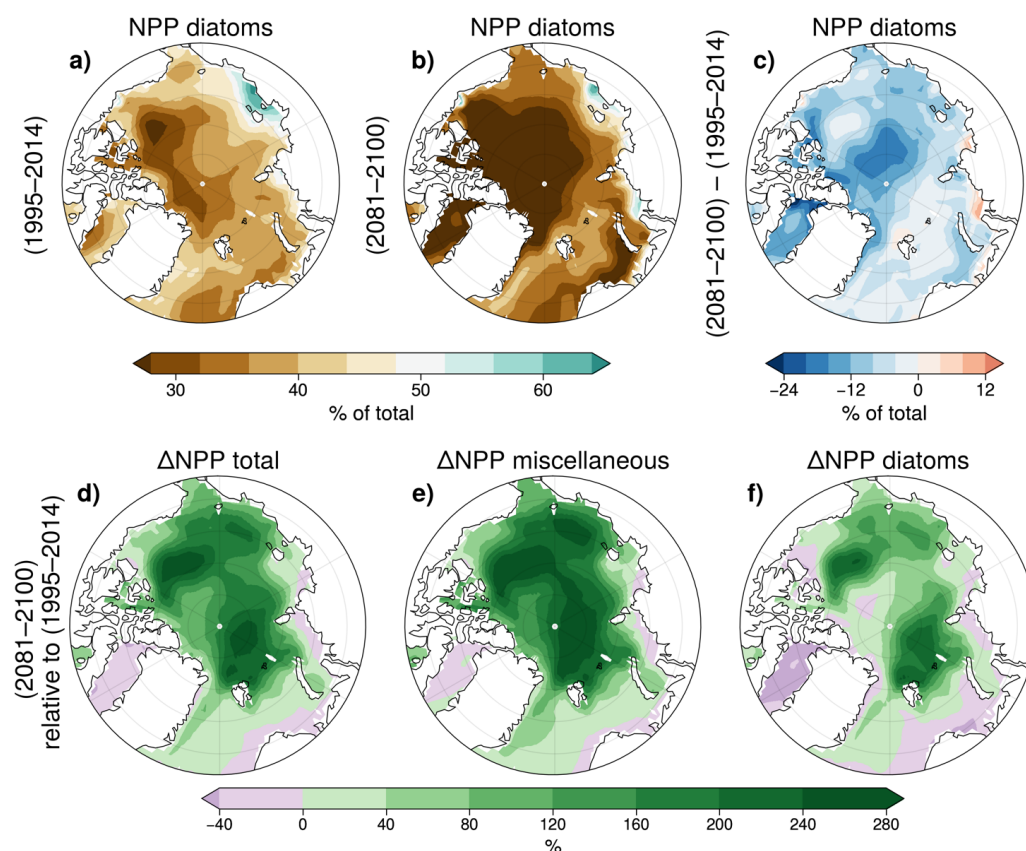 NPP diatoms
NPP diatoms
NPP diatoms
a)
b)
c)
(1995–2014)
(2081–2100)
(2081–2100) − (1995–2014)
30
40
50
60
% of total
−24
−12
0
12
% of total
ΔNPP total
ΔNPP miscellaneous
ΔNPP diatoms
d)
e)
f)
(2081–2100)
relative to (1995–2014)
−40
0
40
80
120
160
200
240
280
%